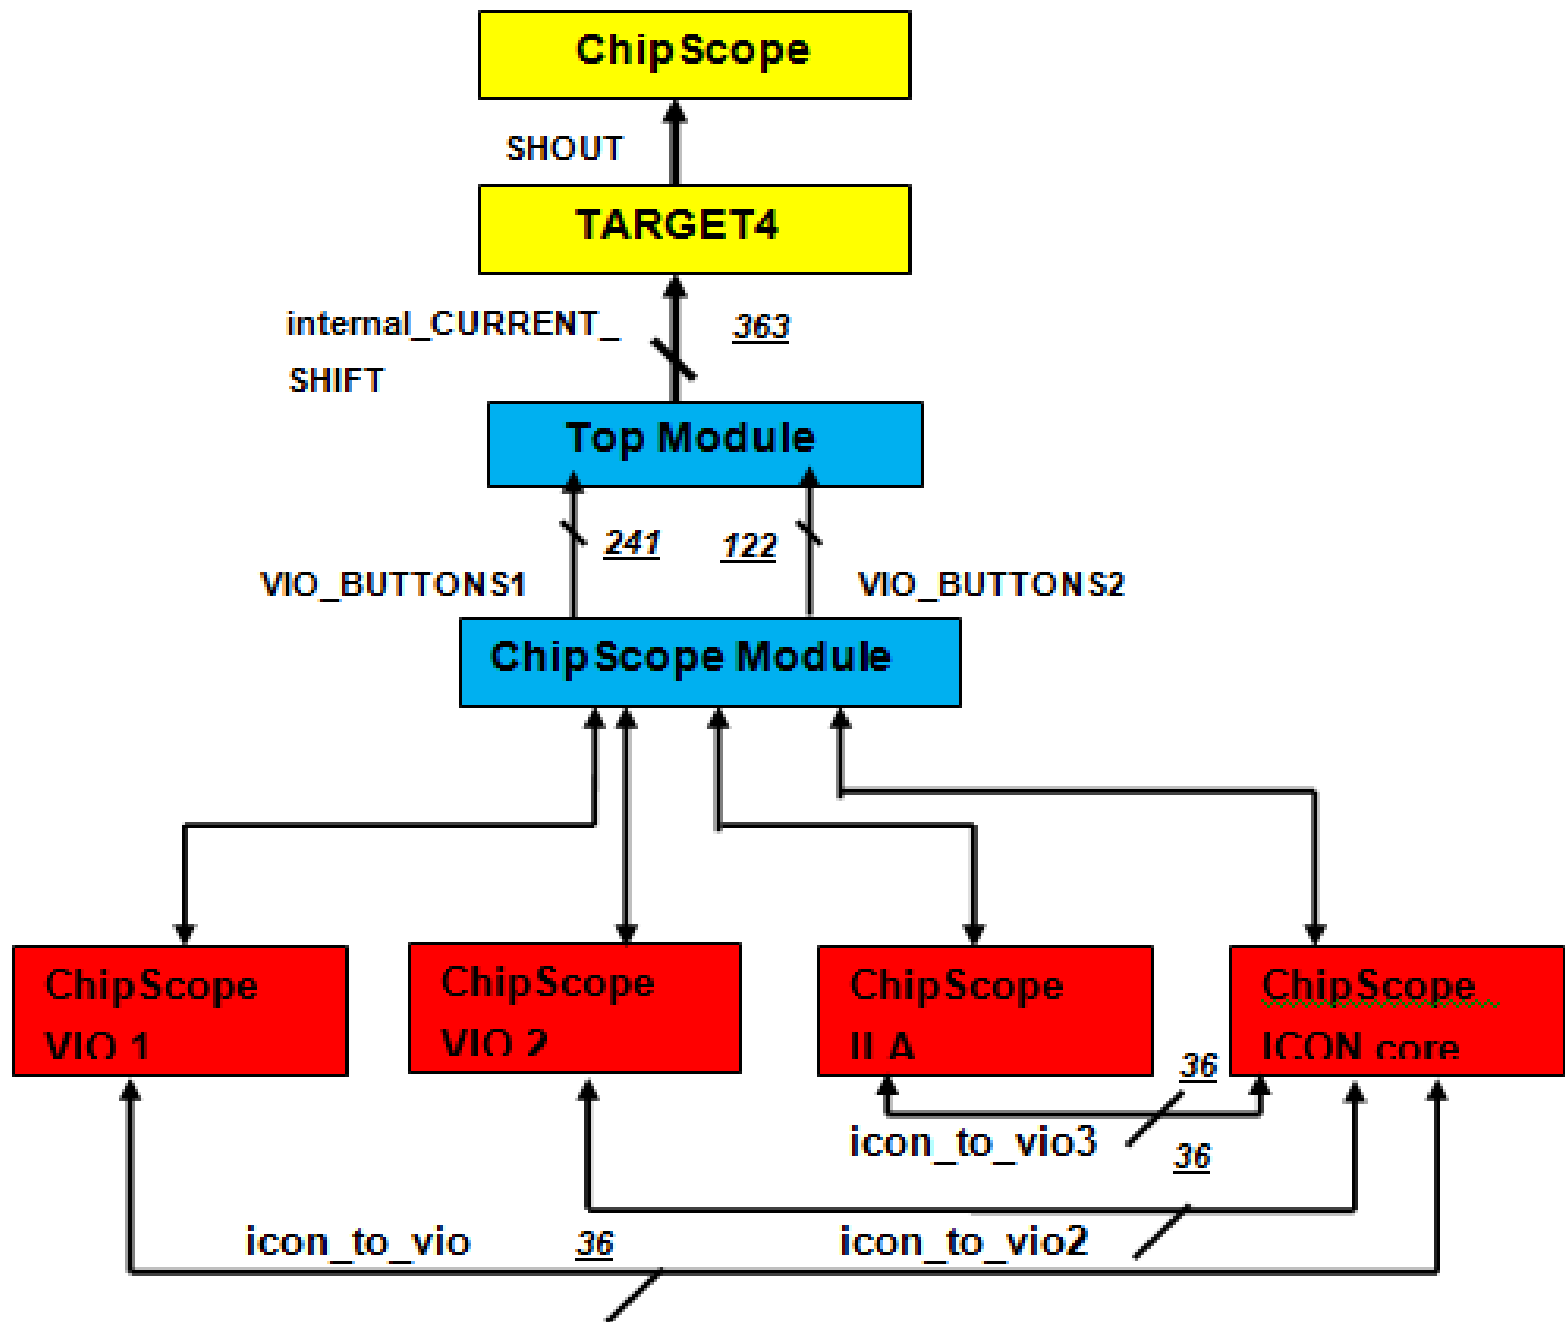 ChipScope
SHOUT
TARGET4
internal_CURRENT_
363
SHIFT
Top Module
241
122
VIO_BUTTONS1
VIO_BUTTONS2
ChipScope Module
ChipScope
VIO 1
ChipScope
VIO 2
ChipScope
ILA
ChipScope
ICON core
36
icon_to_vio3
36
icon_to_vio
36
icon_to_vio2